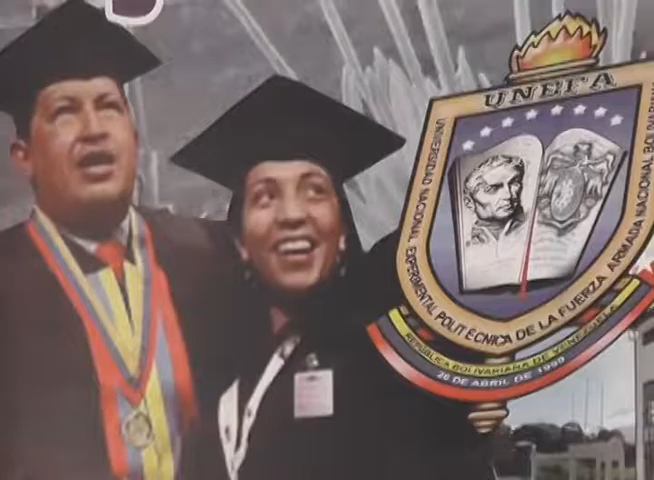 UNEFA
UNIVERSIDAD NACIONAL EXPERIMENTAL POLITÉCNICA DE LA FUERZA ARMADA NACIONAL BOLIVARIANA
REPÚBLICA BOLIVARIANA DE VENEZUELA
26 DE ABRIL DE 1999